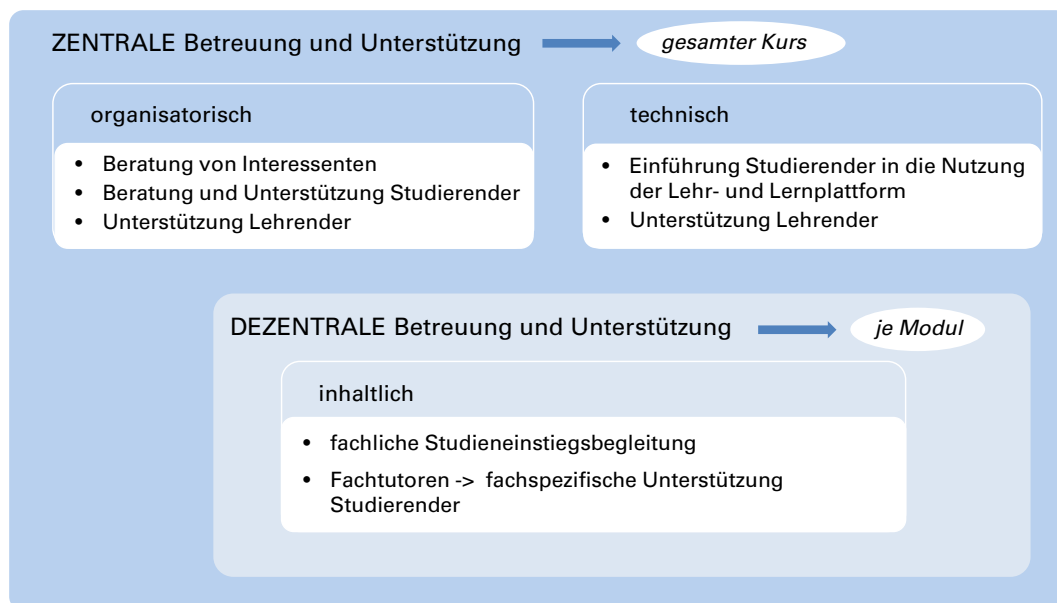 ZENTRALE Betreuung und Unterstützung
gesamter Kurs
organisatorisch
• Beratung von Interessenten
• Beratung und Unterstützung Studierender
• Unterstützung Lehrender
technisch
• Einführung Studierender in die Nutzung
der Lehr- und Lernplattform
• Unterstützung Lehrender
DEZENTRALE Betreuung und Unterstützung
je Modul
inhaltlich
• fachliche Studieneinstiegsbegleitung
• Fachtutoren -> fachspezifische Unterstützung
Studierender